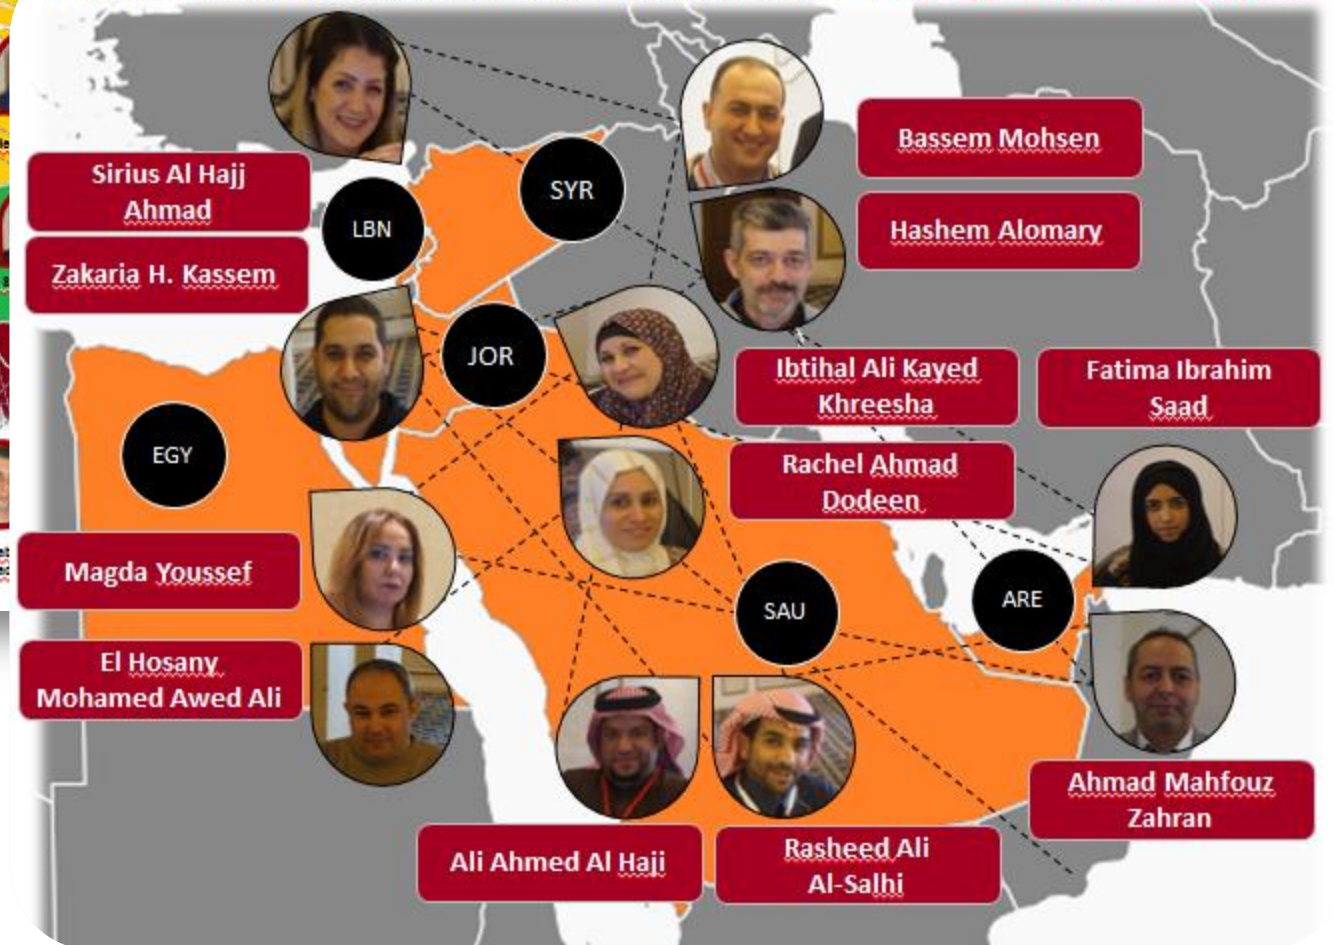 SYR
LBN
JOR
EGY
SAU
ARE
Sirius Al Hajj
Ahmad
Zakaria H. Kassem
Bassem Mohsen
Hashem Alomary
Ibtihal Ali Kayed
Khreesha
Fatima Ibrahim
Saad
Rachel Ahmad
Dodeen
Magda Youssef
El Hosany
Mohamed Awed Ali
Ali Ahmed Al Haji
Rasheed Ali
Al-Salhi
Ahmad Mahfouz
Zahran